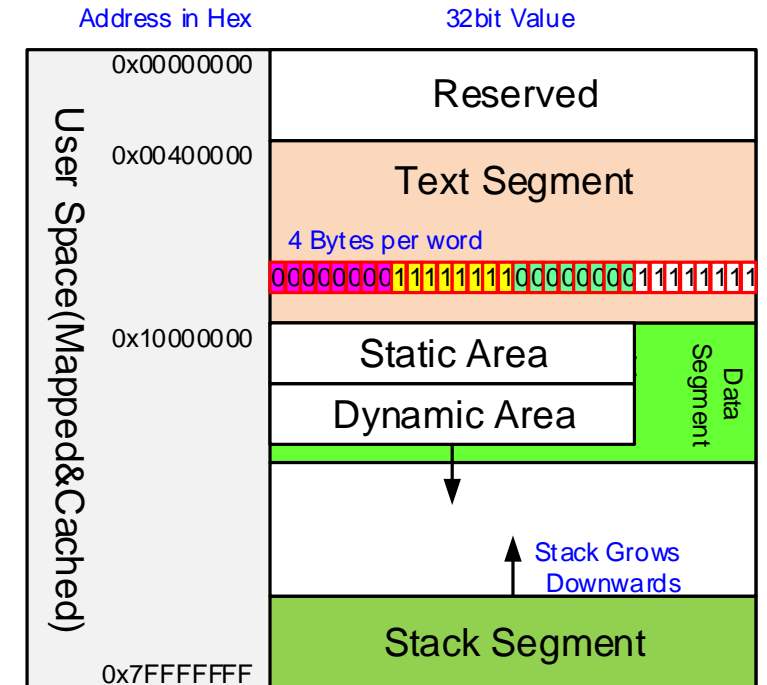 Address in Hex
32bit Value
0x00000000
Reserved
User Space(Mapped&Cached)
0x00400000
Text Segment
4 Bytes per word
00000000111111110000000011111111
0x10000000
Static Area
Data
Segment
Dynamic Area
Stack Grows
Downwards
Stack Segment
0x7FFFFFFF